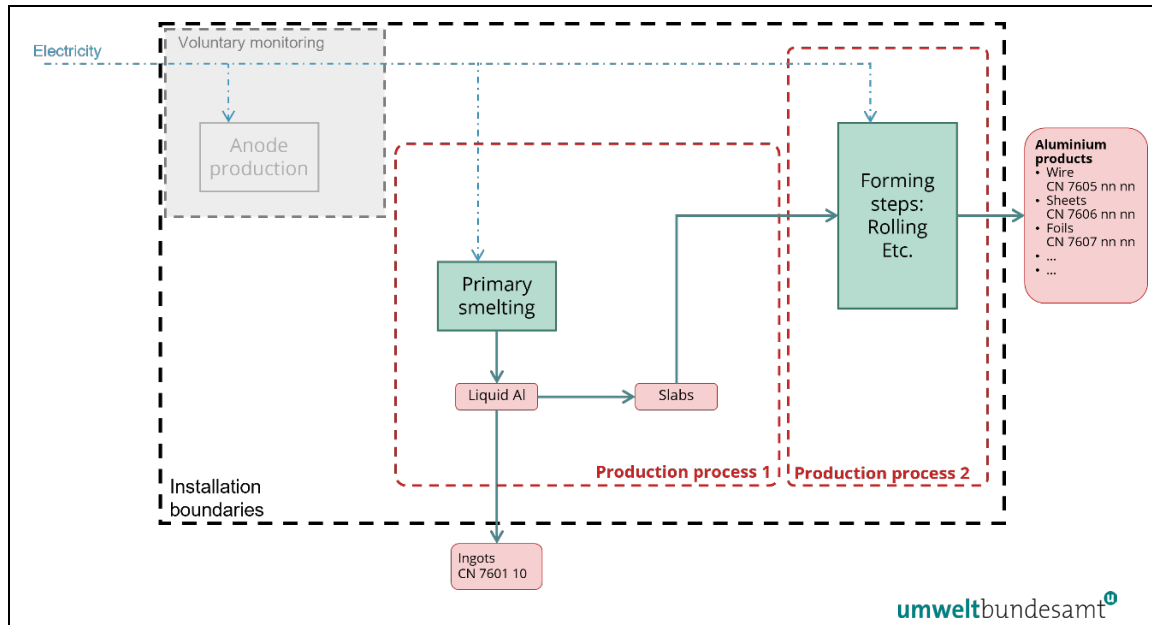 Voluntary monitoring
Electricity
Anode
production
Primary
smelting
Liquid Al
Slabs
Production process 1
Forming
steps:
Rolling
Etc.
Production process 2
Aluminium
products
• Wire
CN 7605 nn nn
• Sheets
CN 7606 nn nn
• Foils
CN 7607 nn nn
• ...
• ...
Installation
boundaries
Ingots
CN 7601 10
umweltbundesamt
u